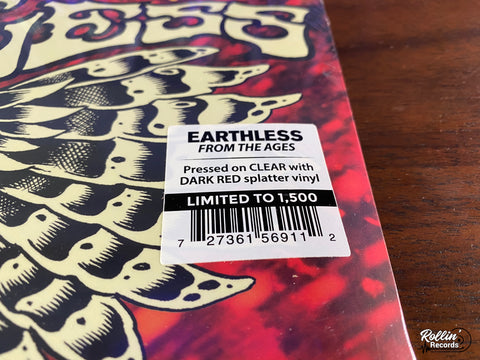 EARTHLESS
FROM THE AGES
Pressed on CLEAR with
DARK RED splatter vinyl
LIMITED TO 1,500
7 27361 56911 2
Rollin'
Records